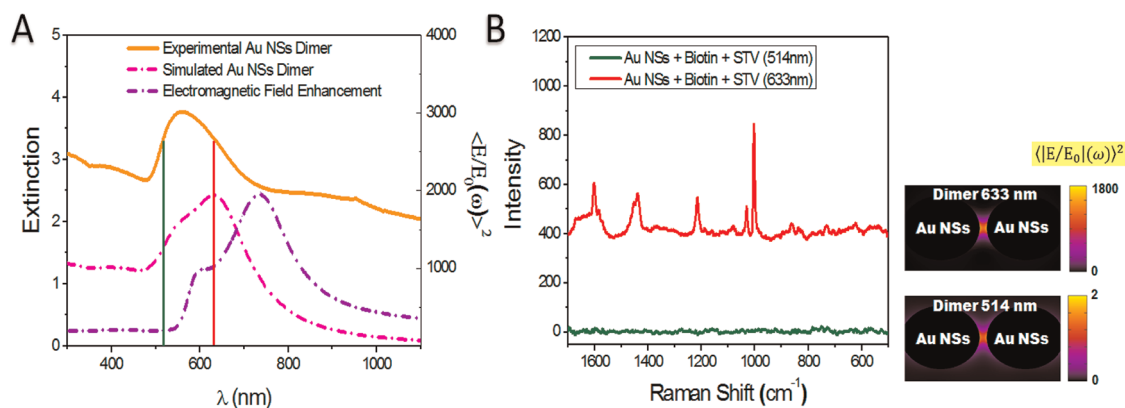 A
Extinction
5
4
3
2
1
0
Experimental Au NSs Dimer
Simulated Au NSs Dimer
Electromagnetic Field Enhancement
4000
3000
2000
1000
0
<E/E₀(ω)>²
400
600
800
1000
λ (nm)
B
Intensity
1200
1000
800
600
400
200
0
Au NSs + Biotin + STV (514nm)
Au NSs + Biotin + STV (633nm)
1600
1400
1200
1000
800
600
Raman Shift (cm⁻¹)
⟨|E/E₀|(ω)⟩²
Dimer 633 nm
Au NSs Au NSs
1800
0
Dimer 514 nm
Au NSs Au NSs
2
1